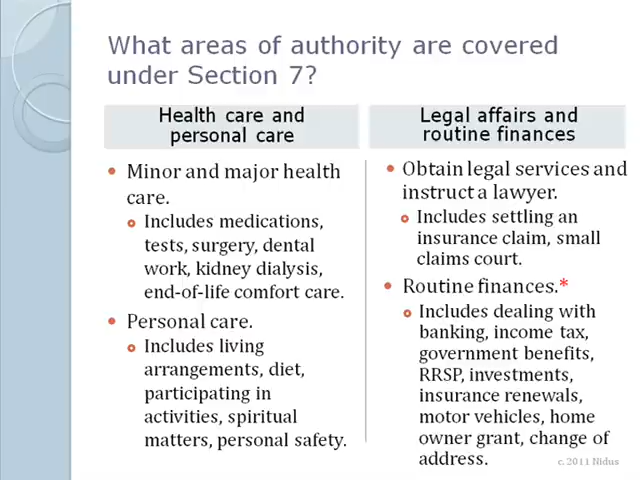 What areas of authority are covered
under Section 7?
Health care and
personal care
Minor and major health
care.
Includes medications,
tests, surgery, dental
work, kidney dialysis,
end-of-life comfort care.
Personal care.
Includes living
arrangements, diet,
participating in
activities, spiritual
matters, personal safety.
Legal affairs and
routine finances
Obtain legal services and
instruct a lawyer.
Includes settling an
insurance claim, small
claims court.
Routine finances.*
Includes dealing with
banking, income tax,
government benefits,
RRSP, investments,
insurance renewals,
motor vehicles, home
owner grant, change of
address.
c. 2011 Nidus